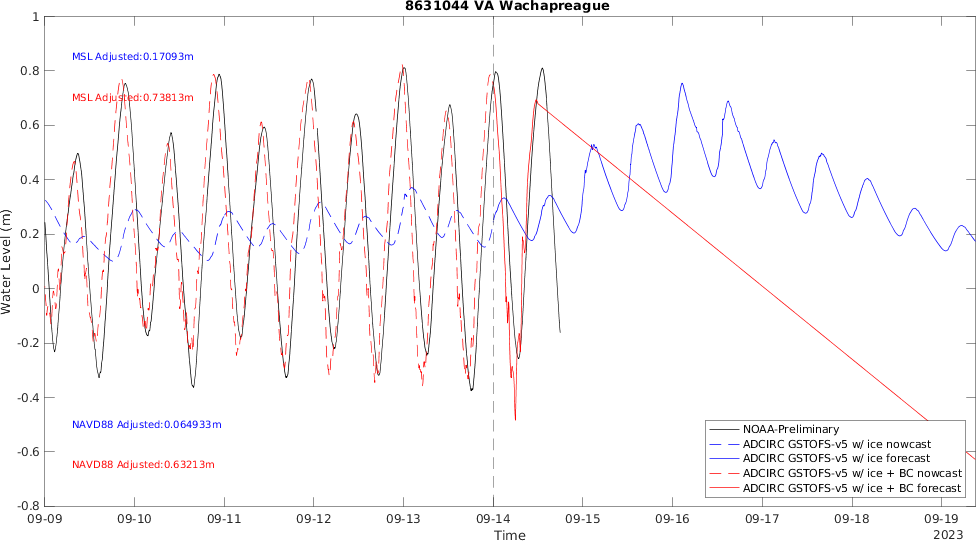 8631044 VA Wachapreague
1
0.8
0.6
0.4
0.2
0
-0.2
-0.4
-0.6
-0.8
Water Level (m)
MSL Adjusted:0.17093m
MSL Adjusted:0.73813m
NAVD88 Adjusted:0.064933m
NAVD88 Adjusted:0.63213m
NOAA-Preliminary
ADCIRC GSTOFS-v5 w/ ice nowcast
ADCIRC GSTOFS-v5 w/ ice forecast
ADCIRC GSTOFS-v5 w/ ice + BC nowcast
ADCIRC GSTOFS-v5 w/ ice + BC forecast
09-09 09-10 09-11 09-12 09-13 09-14 09-15 09-16 09-17 09-18 09-19
Time
2023